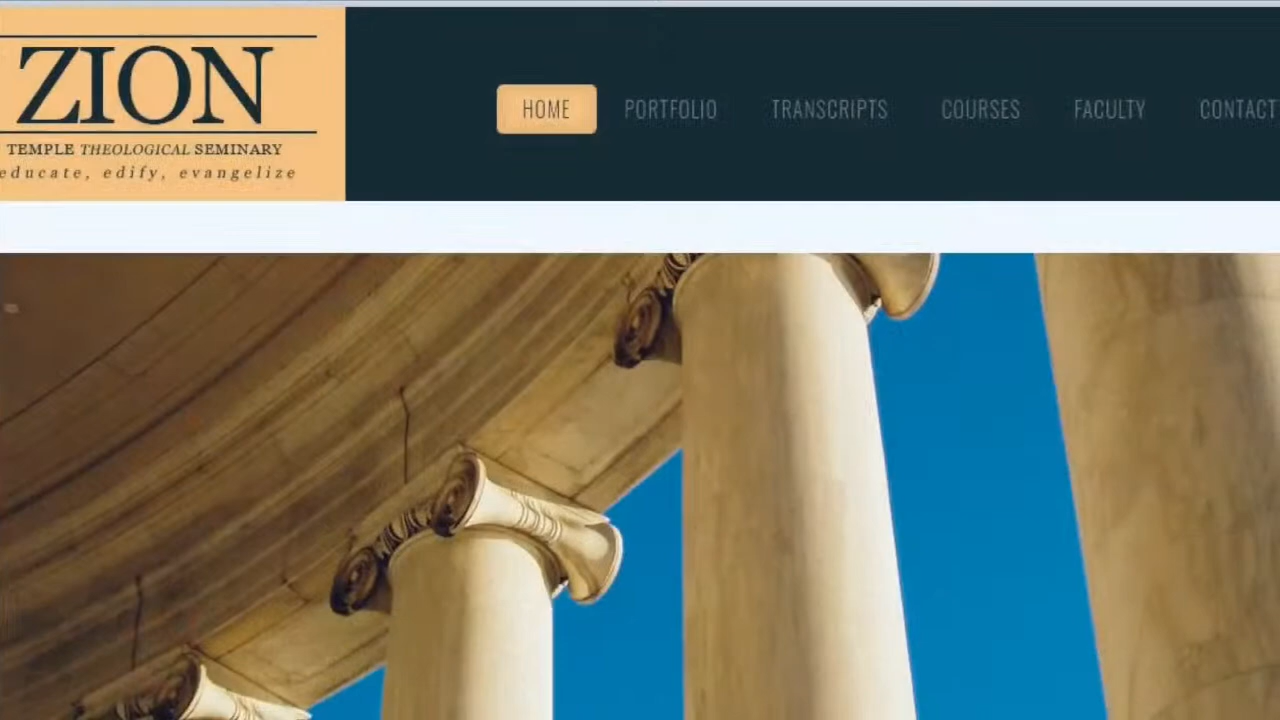 ZION
TEMPLE THEOLOGICAL SEMINARY
educate, edify, evangelize
HOME PORTFOLIO TRANSCRIPTS COURSES FACULTY CONTACT